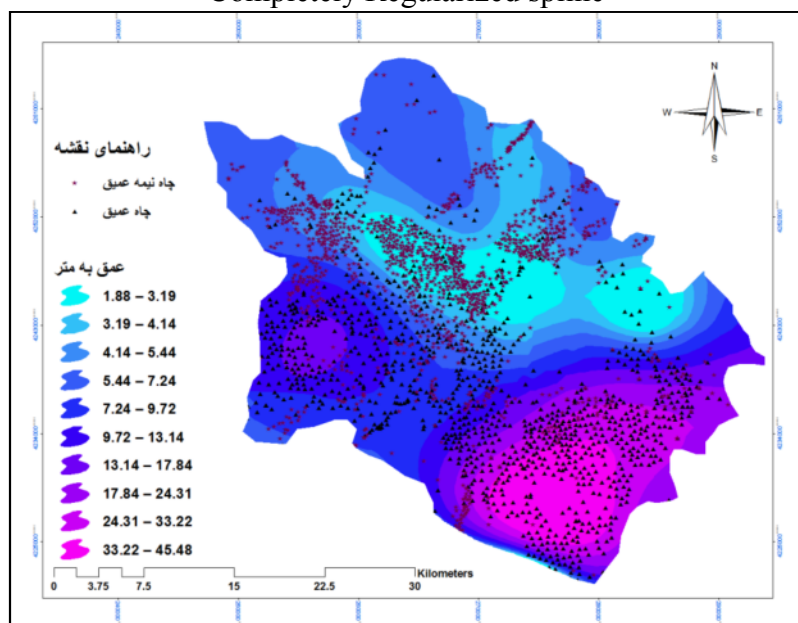 Completely Regularized spline
N
W
E
S
راهنمای نقشه
چاه نیمه عمیق
چاه عمیق
عمق به متر
1.88 – 3.19
3.19 – 4.14
4.14 – 5.44
5.44 – 7.24
7.24 – 9.72
9.72 – 13.14
13.14 – 17.84
17.84 – 24.31
24.31 – 33.22
33.22 – 45.48
Kilometers
0 3.75 7.5 15 22.5 30